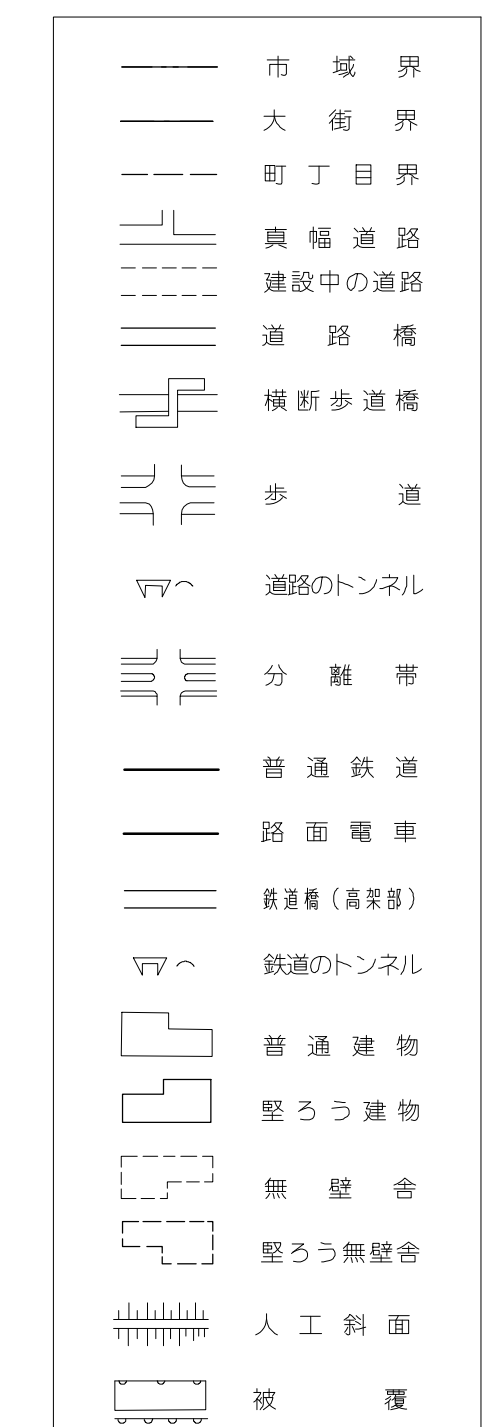 市域界
大街界
町丁目界
真幅道路
建設中の道路
道路橋
横断歩道橋
歩道
道路のトンネル
分離帯
普通鉄道
路面電車
鉄道橋(高架部)
鉄道のトンネル
普通建物
堅ろう建物
無壁舎
堅ろう無壁舎
人工斜面
被覆